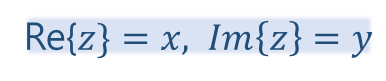 Re{z} = x, Im{z} = y